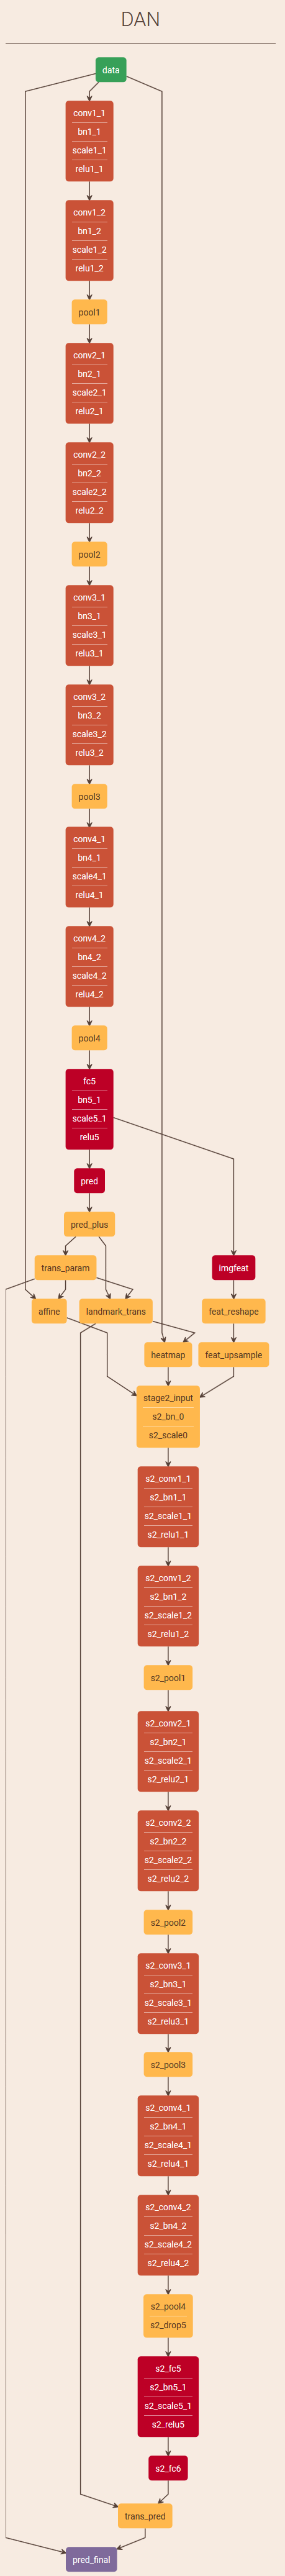 DAN
data
conv1_1
bn1_1
scale1_1
relu1_1
conv1_2
bn1_2
scale1_2
relu1_2
pool1
conv2_1
bn2_1
scale2_1
relu2_1
conv2_2
bn2_2
scale2_2
relu2_2
pool2
conv3_1
bn3_1
scale3_1
relu3_1
conv3_2
bn3_2
scale3_2
relu3_2
pool3
conv4_1
bn4_1
scale4_1
relu4_1
conv4_2
bn4_2
scale4_2
relu4_2
pool4
fc5
bn5_1
scale5_1
relu5
pred
pred_plus
trans_param
imgfeat
affine
landmark_trans
feat_reshape
heatmap
feat_upsample
stage2_input
s2_bn_0
s2_scale0
s2_conv1_1
s2_bn1_1
s2_scale1_1
s2_relu1_1
s2_conv1_2
s2_bn1_2
s2_scale1_2
s2_relu1_2
s2_pool1
s2_conv2_1
s2_bn2_1
s2_scale2_1
s2_relu2_1
s2_conv2_2
s2_bn2_2
s2_scale2_2
s2_relu2_2
s2_pool2
s2_conv3_1
s2_bn3_1
s2_scale3_1
s2_relu3_1
s2_pool3
s2_conv4_1
s2_bn4_1
s2_scale4_1
s2_relu4_1
s2_conv4_2
s2_bn4_2
s2_scale4_2
s2_relu4_2
s2_pool4
s2_drop5
s2_fc5
s2_bn5_1
s2_scale5_1
s2_relu5
s2_fc6
trans_pred
pred_final